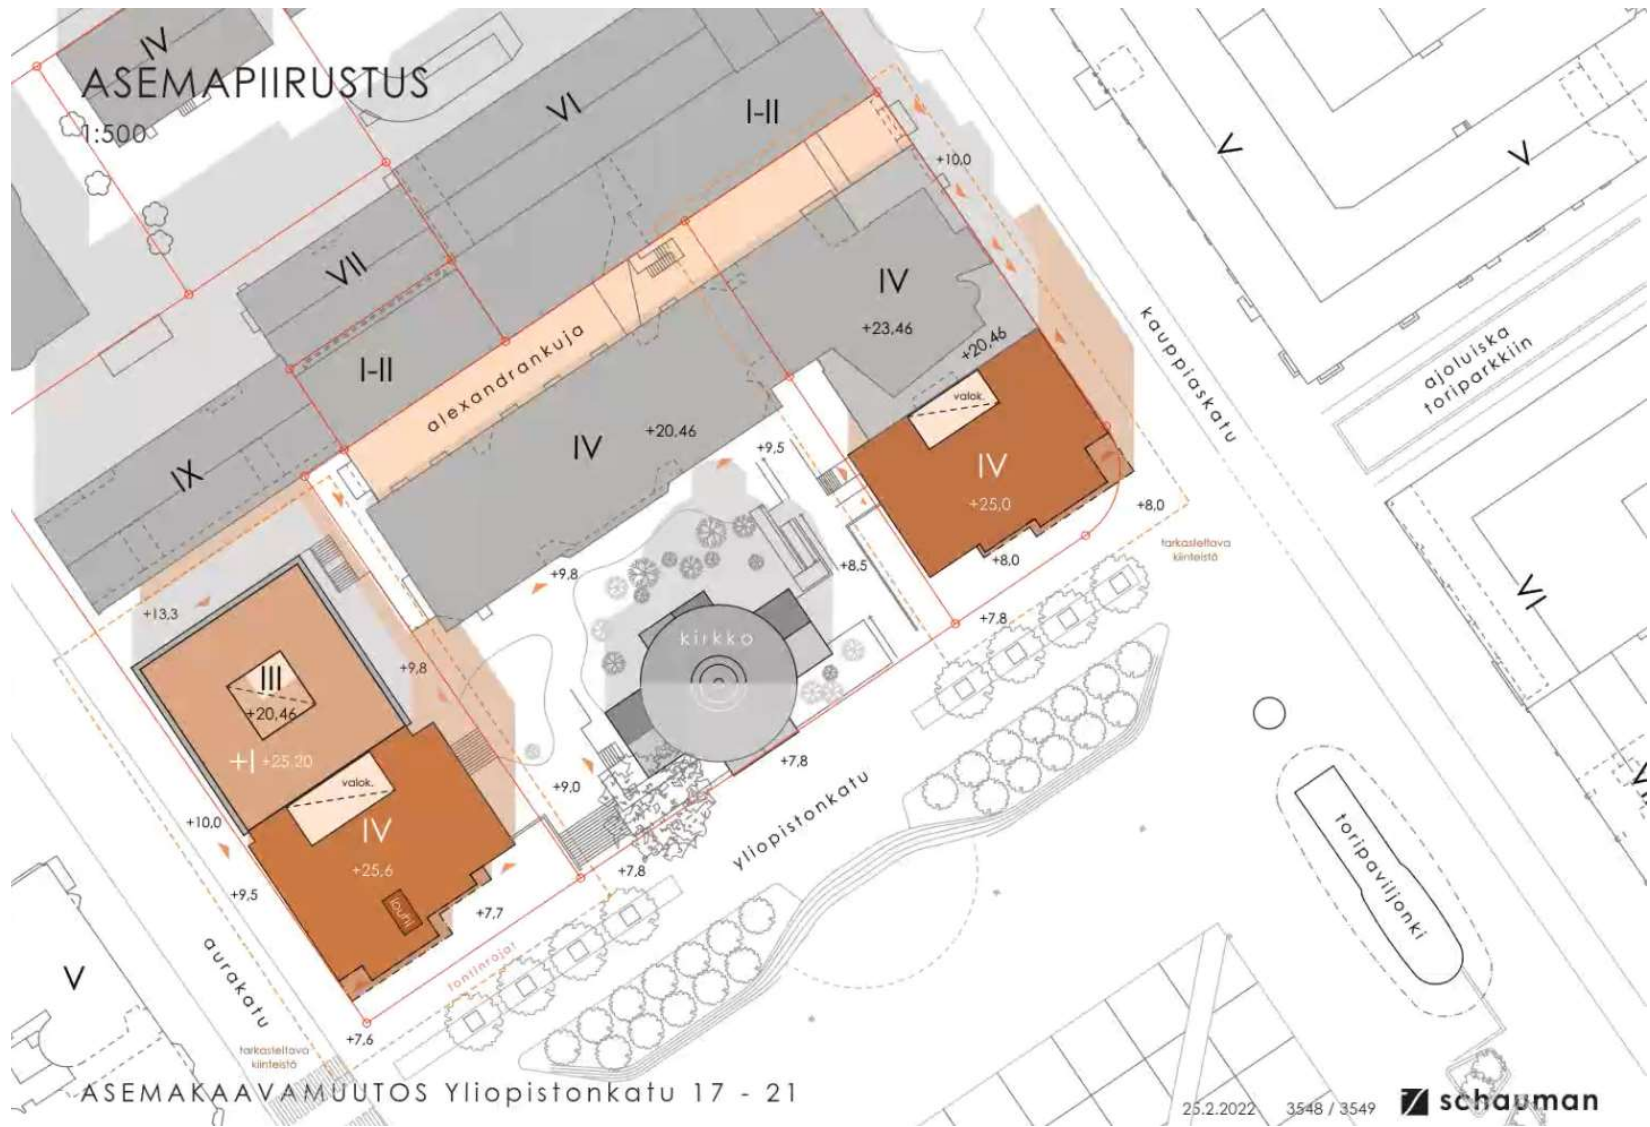 IV
ASEMAPIIRUSTUS
1:500
VI
I-II
+10,0
V
V
VII
IV
+23,46
+20,46
kauppiaskatu
ajoluiska
toriparkkiin
I-II
alexandrankuja
valok.
IV
+20,46
+9,5
IV
+25,0
IX
+8,0
tarkasteltava
kiinteistö
+9,8
+8,5
+8,0
+13,3
+7,8
VI
kirkko
III
+9,8
+20,46
+I +25.20
+7,8
valok.
+9,0
V
+10,0
IV
yliopistonkatu
toripaviljonki
+25,6
+7,8
+9,5
+7,7
aurakatu
V
tontinrajat
+7,6
tarkasteltava
kiinteistö
ASEMAKAAVAMUUTOS Yliopistonkatu 17 - 21
25.2.2022 3548 / 3549 schauman